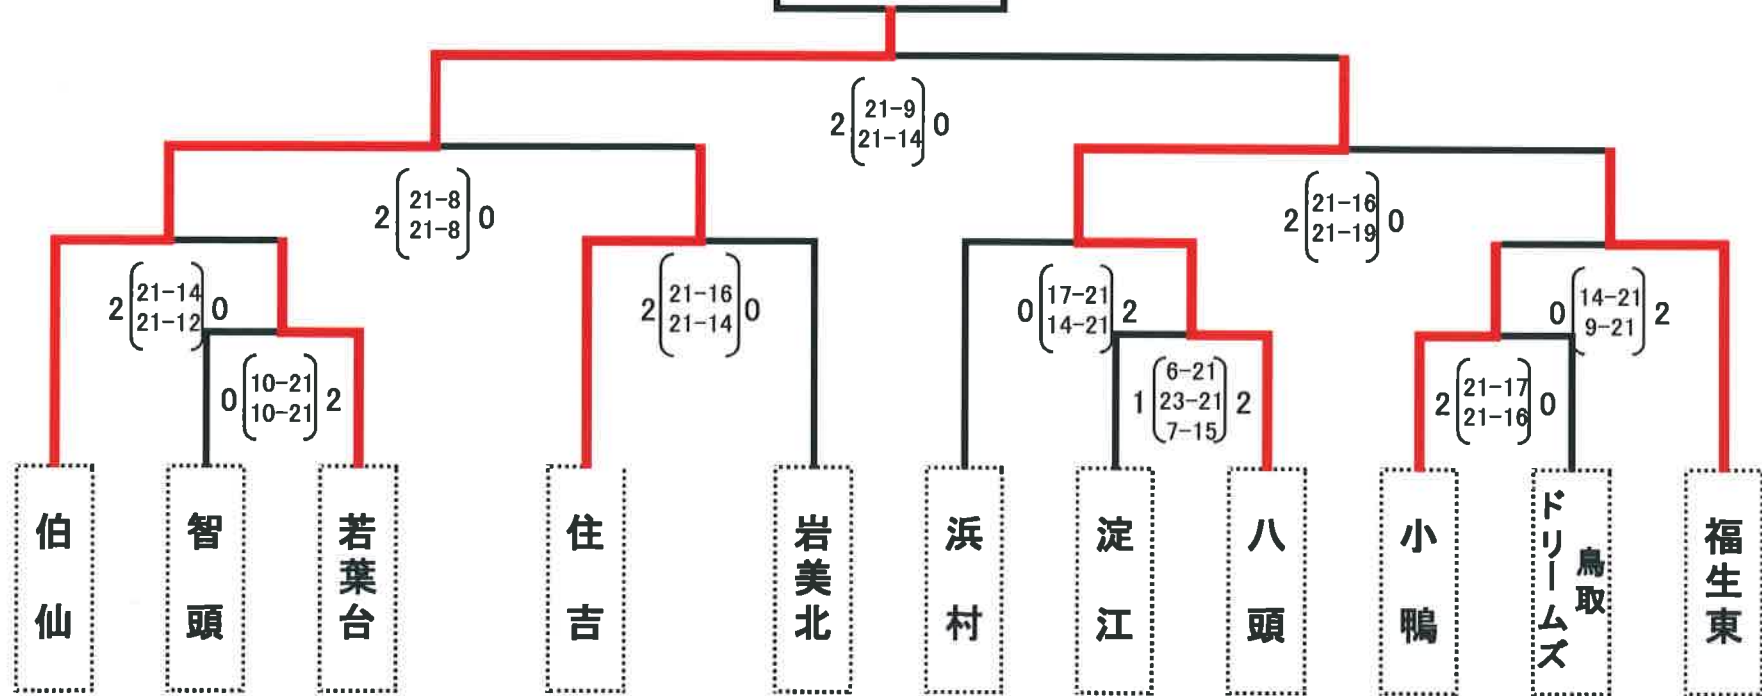 2 21-9 0
21-14
2 21-8 0
21-8
2 21-16 0
21-19
2 21-14 0
21-12
2 21-16 0
21-14
0 17-21 2
14-21
0 14-21 2
9-21
0 10-21 2
10-21
1 6-21 2
23-21
7-15
2 21-17 0
21-16
伯仙
智頭
若葉台
住吉
岩美北
浜村
淀江
八頭
小鴨
鳥取
ドリームズ
福生東